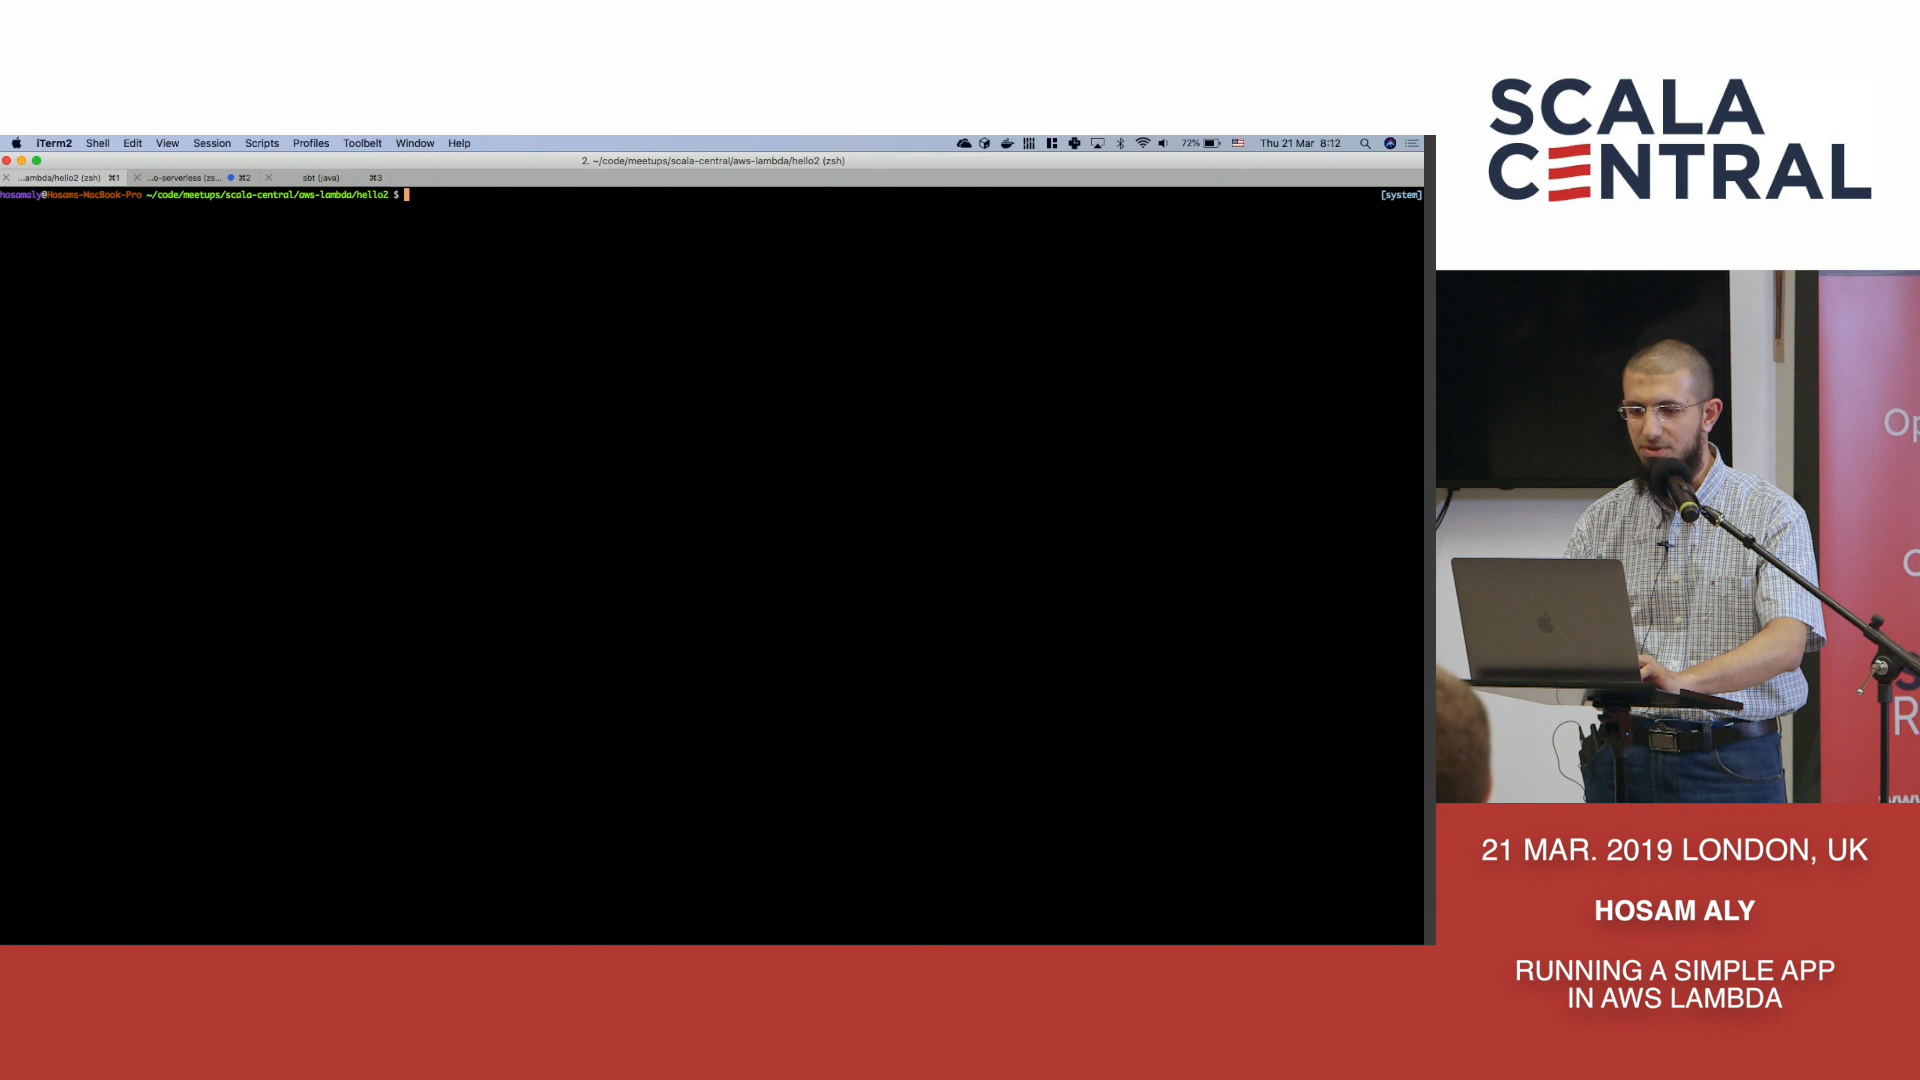 iTerm2 Shell Edit View Session Scripts Profiles Toolbelt Window Help 72% Thu 21 Mar 8:12
2. ~/code/meetups/scala-central/aws-lambda/hello2 (zsh)
...ambda/hello2 (zsh) ⌘1 ...o-serverless (zs... ⌘2 sbt (java) ⌘3
hosamaly@Hosams-MacBook-Pro ~/code/meetups/scala-central/aws-lambda/hello2 $ [system]
SCALA
CENTRAL
Op
C
R
www
21 MAR. 2019 LONDON, UK
HOSAM ALY
RUNNING A SIMPLE APP
IN AWS LAMBDA